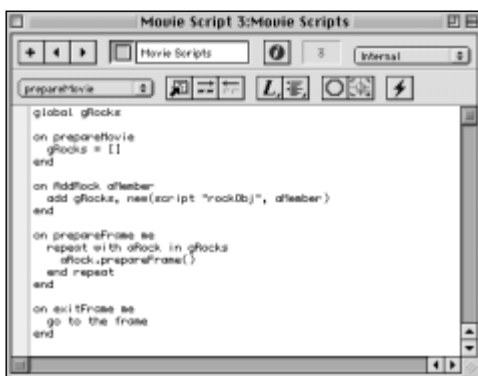 Movie Script 3:Movie Scripts
Movie Scripts
3
Internal
prepareMovie
L
global gRocks
on prepareMovie
gRocks = []
end
on AddRock aMember
add gRocks, new(script "rockObj", aMember)
end
on prepareFrame me
repeat with aRock in gRocks
aRock.prepareFrame()
end repeat
end
on exitFrame me
go to the frame
end